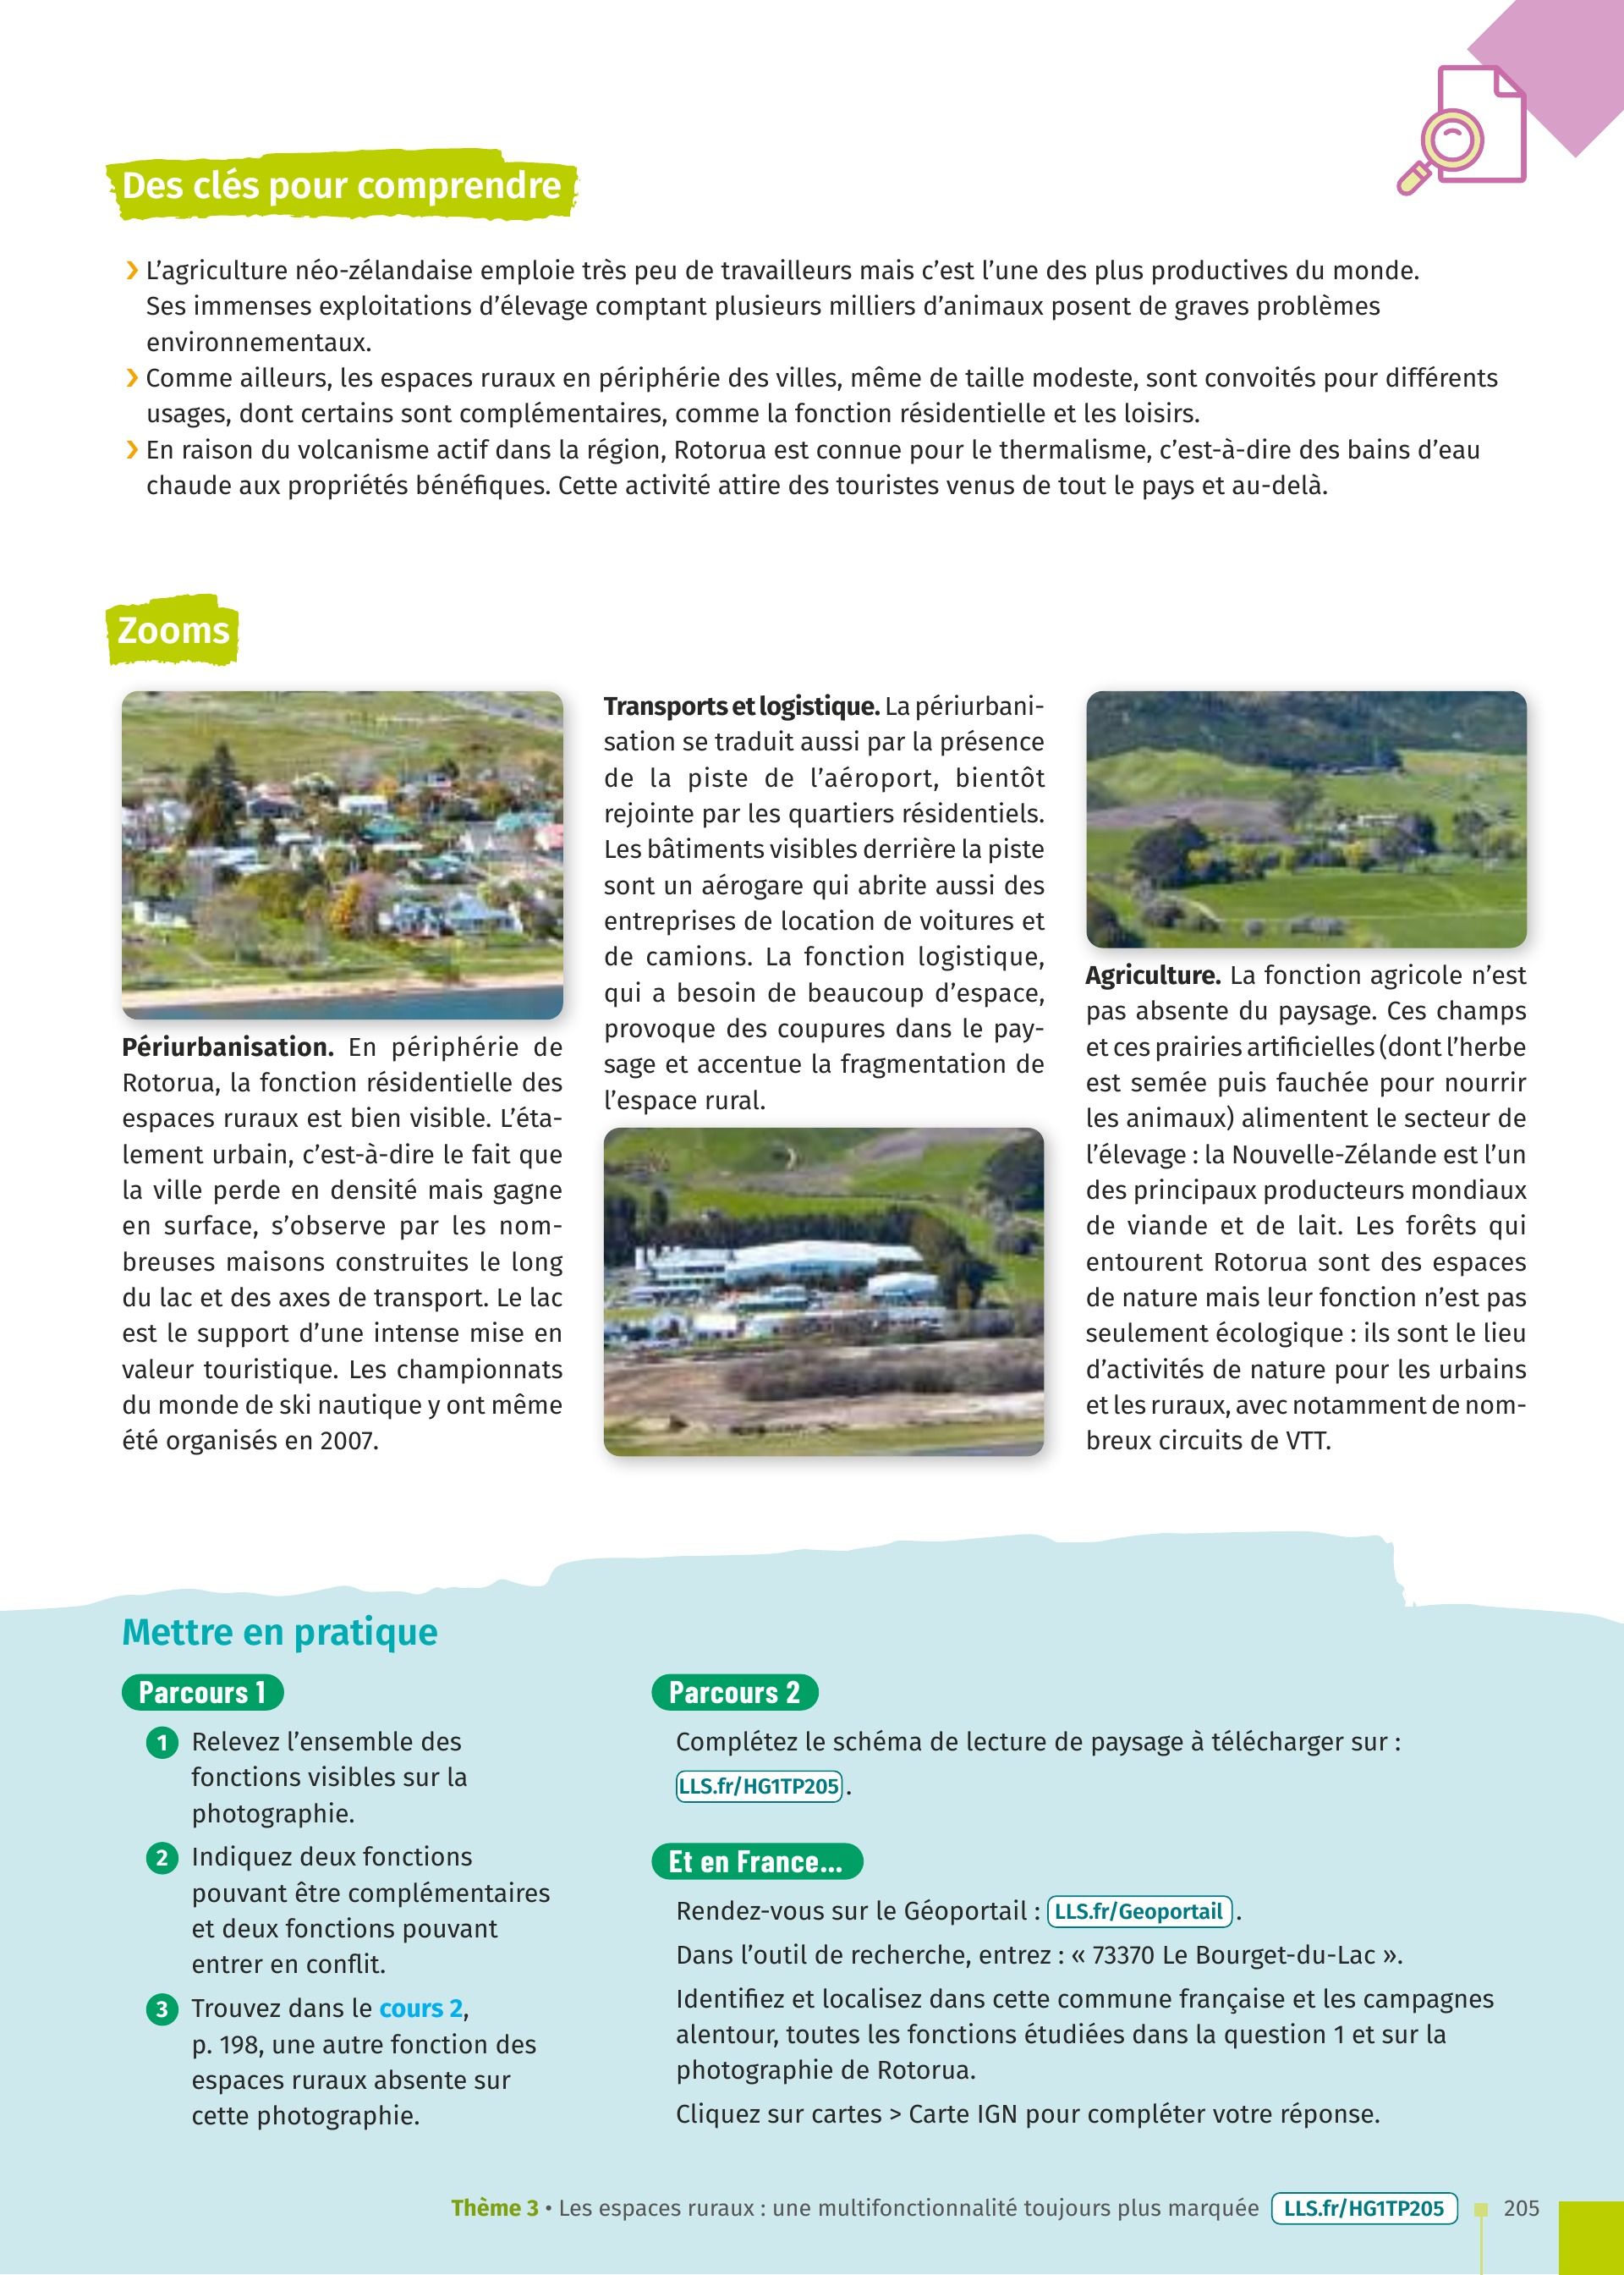 Des clés pour comprendre
› L’agriculture néo-zélandaise emploie très peu de travailleurs mais c’est l’une des plus productives du monde.
Ses immenses exploitations d’élevage comptant plusieurs milliers d’animaux posent de graves problèmes
environnementaux.
› Comme ailleurs, les espaces ruraux en périphérie des villes, même de taille modeste, sont convoités pour différents
usages, dont certains sont complémentaires, comme la fonction résidentielle et les loisirs.
› En raison du volcanisme actif dans la région, Rotorua est connue pour le thermalisme, c’est-à-dire des bains d’eau
chaude aux propriétés bénéfiques. Cette activité attire des touristes venus de tout le pays et au-delà.
Zooms
Périurbanisation. En périphérie de
Rotorua, la fonction résidentielle des
espaces ruraux est bien visible. L’éta-
lement urbain, c’est-à-dire le fait que
la ville perde en densité mais gagne
en surface, s’observe par les nom-
breuses maisons construites le long
du lac et des axes de transport. Le lac
est le support d’une intense mise en
valeur touristique. Les championnats
du monde de ski nautique y ont même
été organisés en 2007.
Transports et logistique. La périurbani-
sation se traduit aussi par la présence
de la piste de l’aéroport, bientôt
rejointe par les quartiers résidentiels.
Les bâtiments visibles derrière la piste
sont un aérogare qui abrite aussi des
entreprises de location de voitures et
de camions. La fonction logistique,
qui a besoin de beaucoup d’espace,
provoque des coupures dans le pay-
sage et accentue la fragmentation de
l’espace rural.
Agriculture. La fonction agricole n’est
pas absente du paysage. Ces champs
et ces prairies artificielles (dont l’herbe
est semée puis fauchée pour nourrir
les animaux) alimentent le secteur de
l’élevage : la Nouvelle-Zélande est l’un
des principaux producteurs mondiaux
de viande et de lait. Les forêts qui
entourent Rotorua sont des espaces
de nature mais leur fonction n’est pas
seulement écologique : ils sont le lieu
d’activités de nature pour les urbains
et les ruraux, avec notamment de nom-
breux circuits de VTT.
Mettre en pratique
Parcours 1
1 Relevez l’ensemble des
fonctions visibles sur la
photographie.
2 Indiquez deux fonctions
pouvant être complémentaires
et deux fonctions pouvant
entrer en conflit.
3 Trouvez dans le cours 2,
p. 198, une autre fonction des
espaces ruraux absente sur
cette photographie.
Parcours 2
Complétez le schéma de lecture de paysage à télécharger sur :
LLS.fr/HG1TP205 .
Et en France...
Rendez-vous sur le Géoportail : LLS.fr/Geoportail .
Dans l’outil de recherche, entrez : « 73370 Le Bourget-du-Lac ».
Identifiez et localisez dans cette commune française et les campagnes
alentour, toutes les fonctions étudiées dans la question 1 et sur la
photographie de Rotorua.
Cliquez sur cartes > Carte IGN pour compléter votre réponse.
Thème 3 • Les espaces ruraux : une multifonctionnalité toujours plus marquée LLS.fr/HG1TP205 205